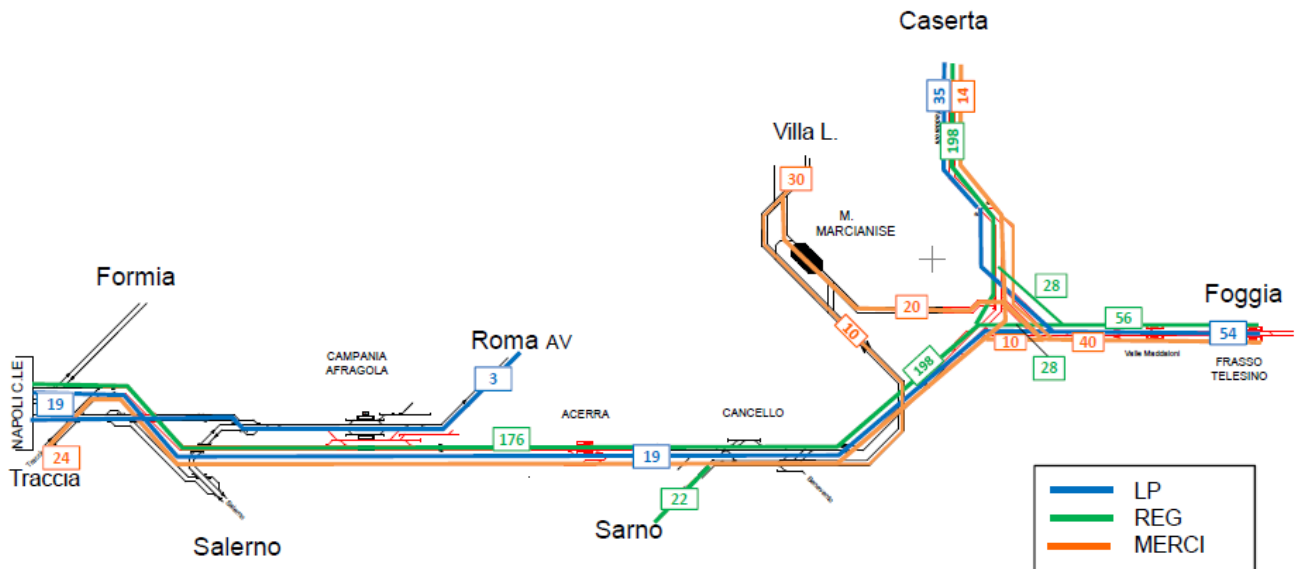 Caserta
35
14
198
Villa L.
30
M.
MARCIANISE
Formia
28
Foggia
56
54
20
Roma AV
CAMPANIA
AFRAGOLA
10
10
40
Valle Maddaloni
FRASSO
TELESINO
28
3
198
NAPOLI C.LE
19
ACERRA
CANCELLO
176
19
24
Traccia
22
Benevento
Salerno
Sarno
Salerno
LP
REG
MERCI